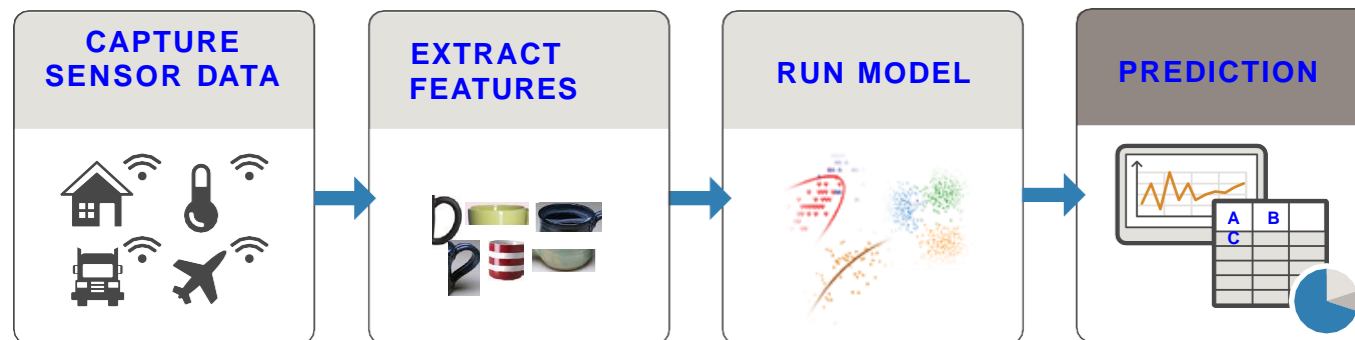 CAPTURE
SENSOR DATA
EXTRACT
FEATURES
RUN MODEL
PREDICTION
A B
C